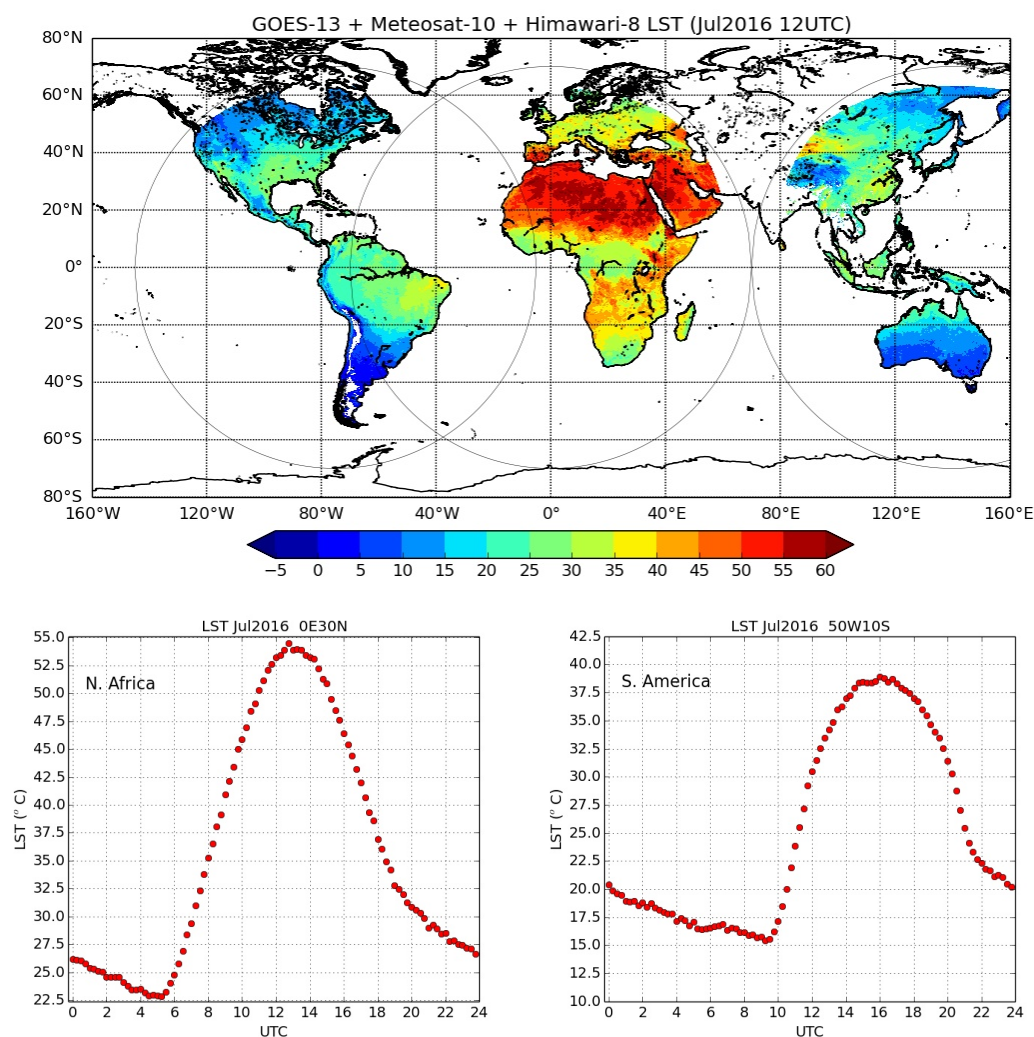 GOES-13 + Meteosat-10 + Himawari-8 LST (Jul2016 12UTC)
80°N
60°N
40°N
20°N
0°
20°S
40°S
60°S
80°S
160°W 120°W 80°W 40°W 0° 40°E 80°E 120°E 160°E
−5 0 5 10 15 20 25 30 35 40 45 50 55 60
LST Jul2016 0E30N
N. Africa
LST (° C)
55.0
52.5
50.0
47.5
45.0
42.5
40.0
37.5
35.0
32.5
30.0
27.5
25.0
22.5
0 2 4 6 8 10 12 14 16 18 20 22 24
UTC
LST Jul2016 50W10S
S. America
LST (° C)
42.5
40.0
37.5
35.0
32.5
30.0
27.5
25.0
22.5
20.0
17.5
15.0
12.5
10.0
0 2 4 6 8 10 12 14 16 18 20 22 24
UTC